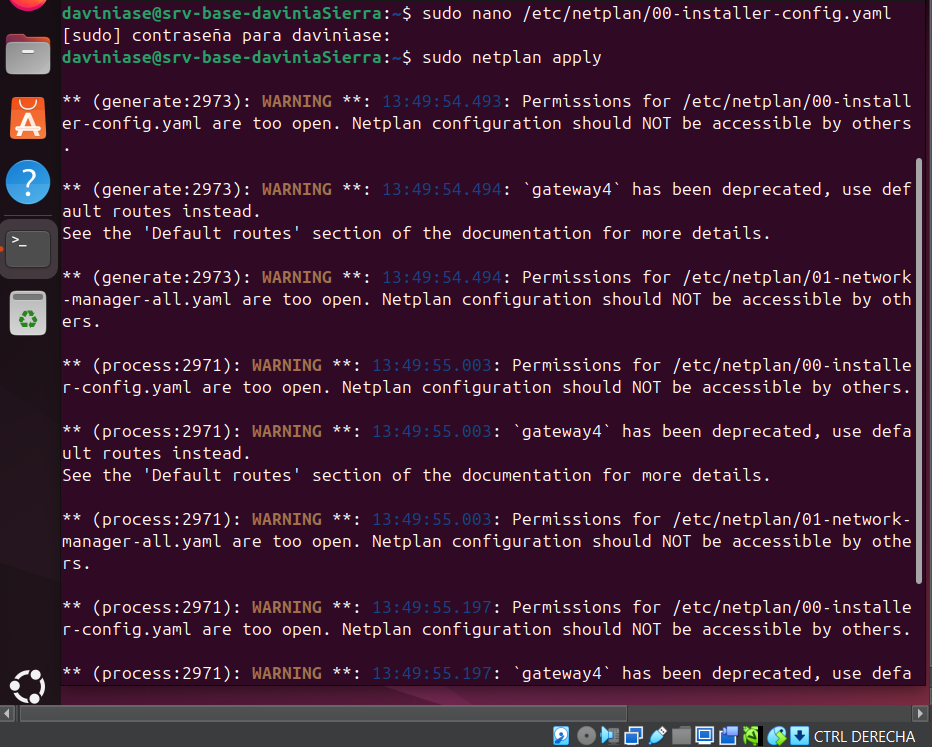 daviniase@srv-base-daviniaSierra:~$ sudo nano /etc/netplan/00-installer-config.yaml
[sudo] contraseña para daviniase:
daviniase@srv-base-daviniaSierra:~$ sudo netplan apply
** (generate:2973): WARNING **: 13:49:54.493: Permissions for /etc/netplan/00-install
er-config.yaml are too open. Netplan configuration should NOT be accessible by others
.
** (generate:2973): WARNING **: 13:49:54.494: `gateway4` has been deprecated, use def
ault routes instead.
See the 'Default routes' section of the documentation for more details.
** (generate:2973): WARNING **: 13:49:54.494: Permissions for /etc/netplan/01-network
-manager-all.yaml are too open. Netplan configuration should NOT be accessible by oth
ers.
** (process:2971): WARNING **: 13:49:55.003: Permissions for /etc/netplan/00-installe
r-config.yaml are too open. Netplan configuration should NOT be accessible by others.
** (process:2971): WARNING **: 13:49:55.003: `gateway4` has been deprecated, use defa
ult routes instead.
See the 'Default routes' section of the documentation for more details.
** (process:2971): WARNING **: 13:49:55.003: Permissions for /etc/netplan/01-network-
manager-all.yaml are too open. Netplan configuration should NOT be accessible by othe
rs.
** (process:2971): WARNING **: 13:49:55.197: Permissions for /etc/netplan/00-installe
r-config.yaml are too open. Netplan configuration should NOT be accessible by others.
** (process:2971): WARNING **: 13:49:55.197: `gateway4` has been deprecated, use defa
CTRL DERECHA